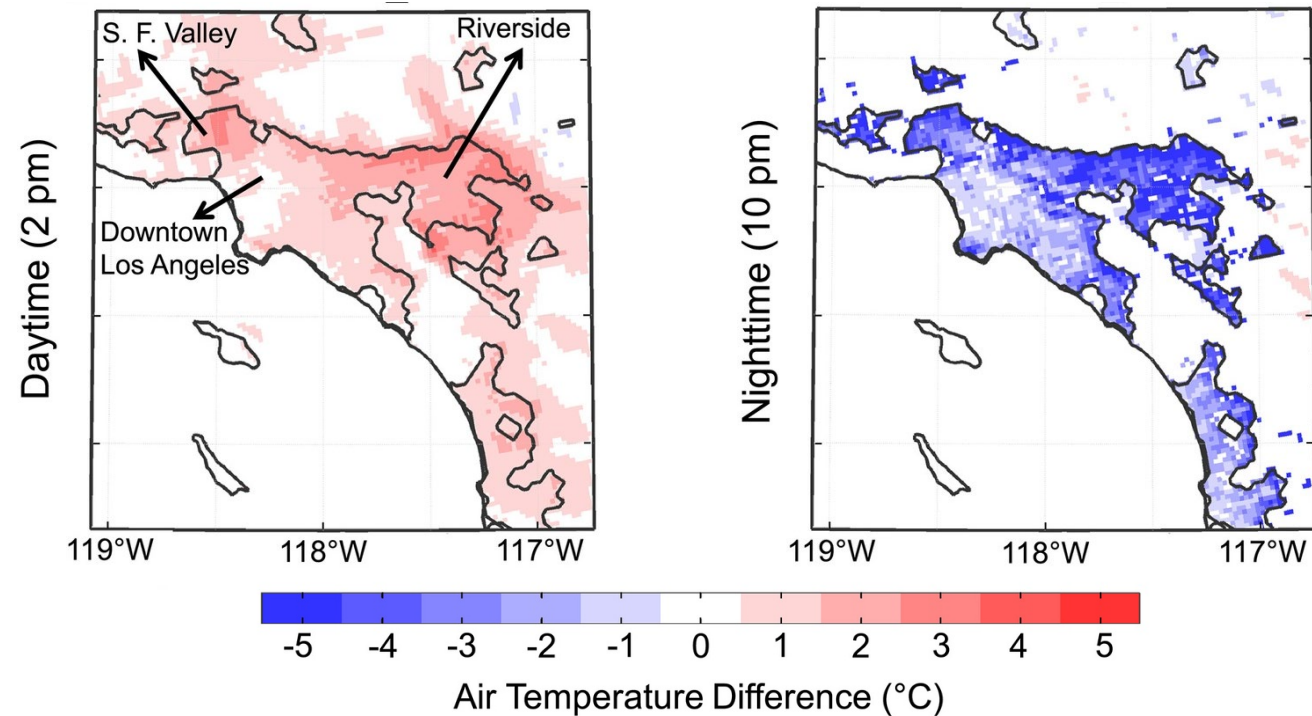 S. F. Valley
Riverside
Downtown
Los Angeles
Daytime (2 pm)
119°W 118°W 117°W
Nighttime (10 pm)
119°W 118°W 117°W
-5 -4 -3 -2 -1 0 1 2 3 4 5
Air Temperature Difference (°C)